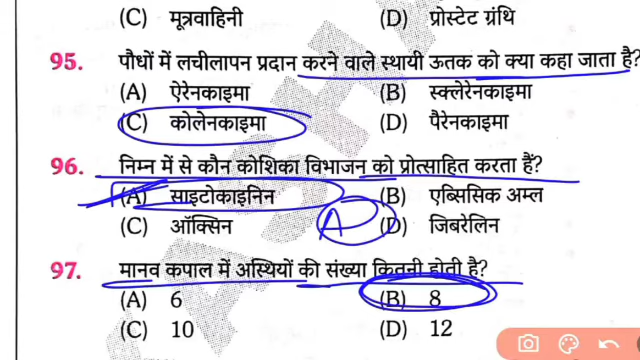 (C) मूत्रवाहिनी (D) प्रोस्टेट ग्रंथि
95. पौधों में लचीलापन प्रदान करने वाले स्थायी ऊतक को क्या कहा जाता है?
(A) ऐरेनकाइमा (B) स्क्लेरेनकाइमा
(C) कोलेनकाइमा (D) पैरेनकाइमा
96. निम्न में से कौन कोशिका विभाजन को प्रोत्साहित करता हैं?
(A) साइटोकाइनिन (B) एब्सिसिक अम्ल
(C) ऑक्सिन A (D) जिबरेलिन
97. मानव कपाल में अस्थियों की संख्या कितनी होती है?
(A) 6 (B) 8
(C) 10 (D) 12